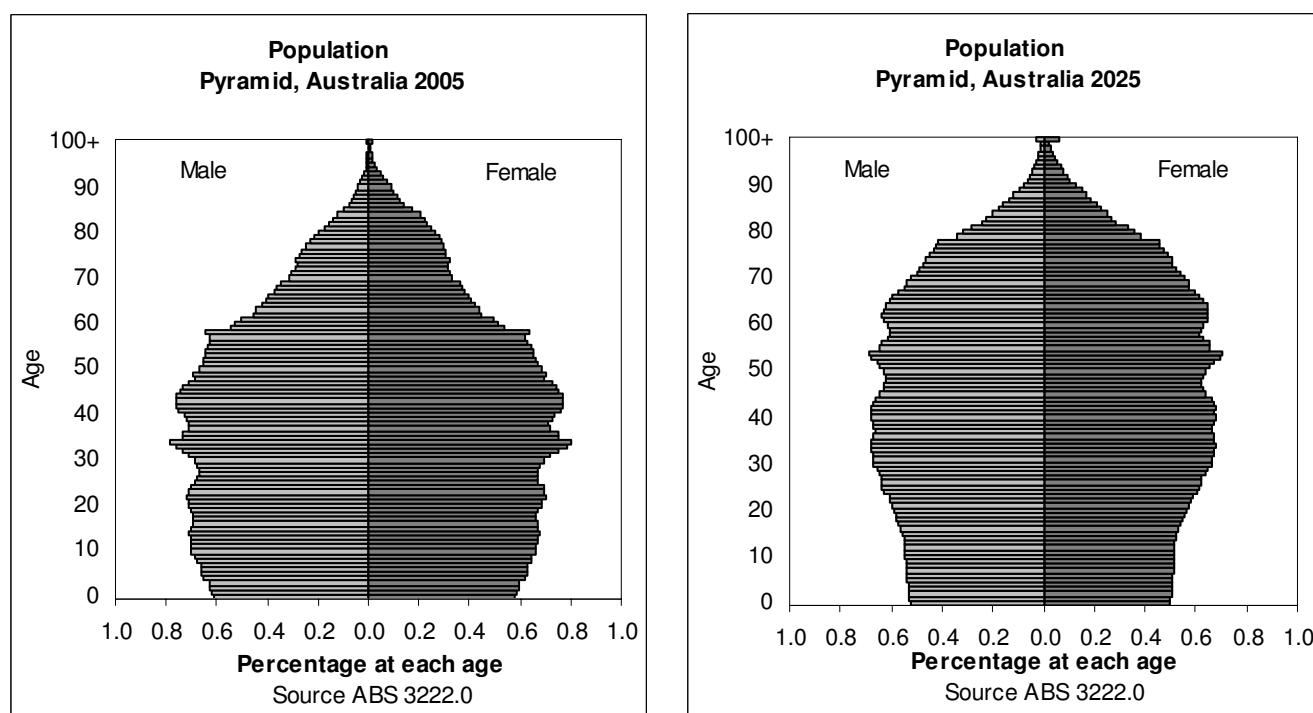 Population
Pyramid, Australia 2005
100+
90
80
70
60
50
40
30
20
10
0
Age
Male
Female
1.0 0.8 0.6 0.4 0.2 0.0 0.2 0.4 0.6 0.8 1.0
Percentage at each age
Source ABS 3222.0
Population
Pyramid, Australia 2025
100+
90
80
70
60
50
40
30
20
10
0
Age
Male
Female
1.0 0.8 0.6 0.4 0.2 0.0 0.2 0.4 0.6 0.8 1.0
Percentage at each age
Source ABS 3222.0